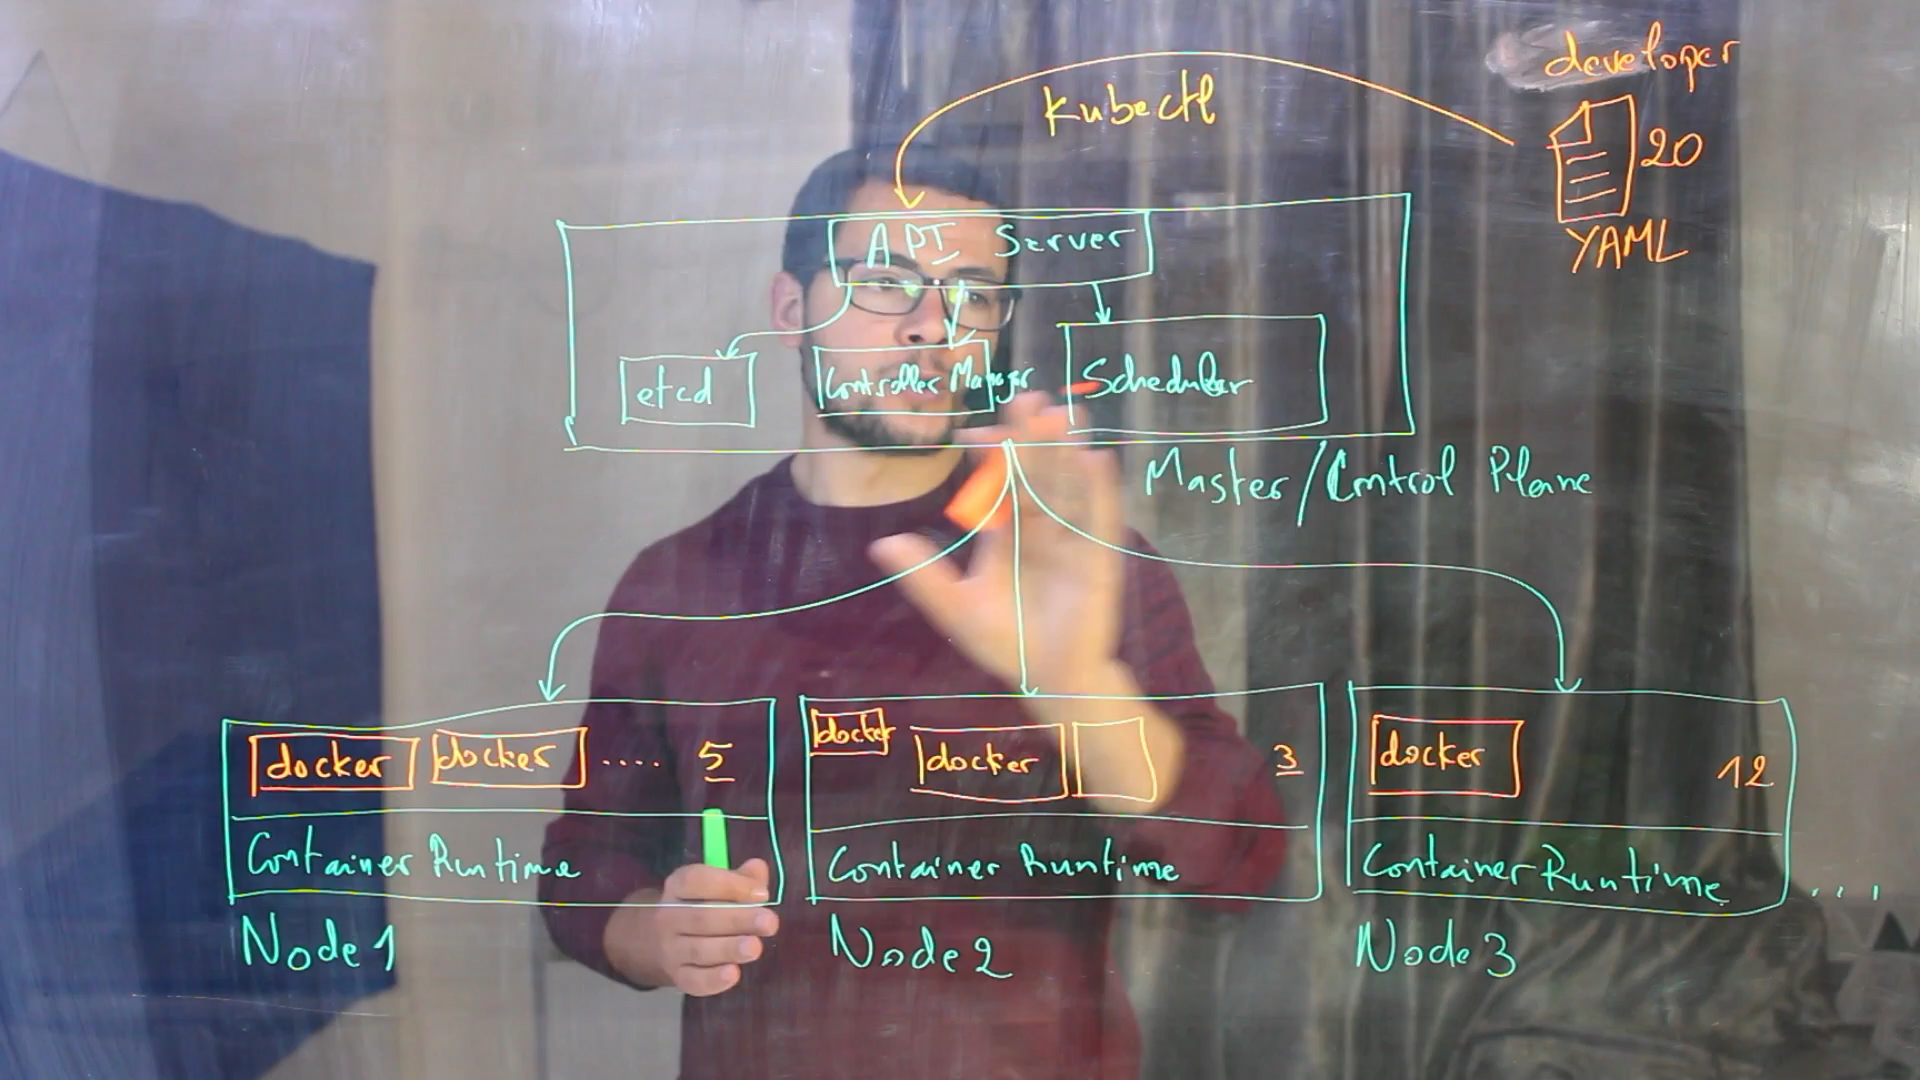 developer
kubectl
20
YAML
API Server
etcd
Controller Manager
Scheduler
Master/Control Plane
docker docker .... 5
docker docker 3
docker 12
Container Runtime
Container Runtime
Container Runtime ...
Node 1
Node 2
Node 3